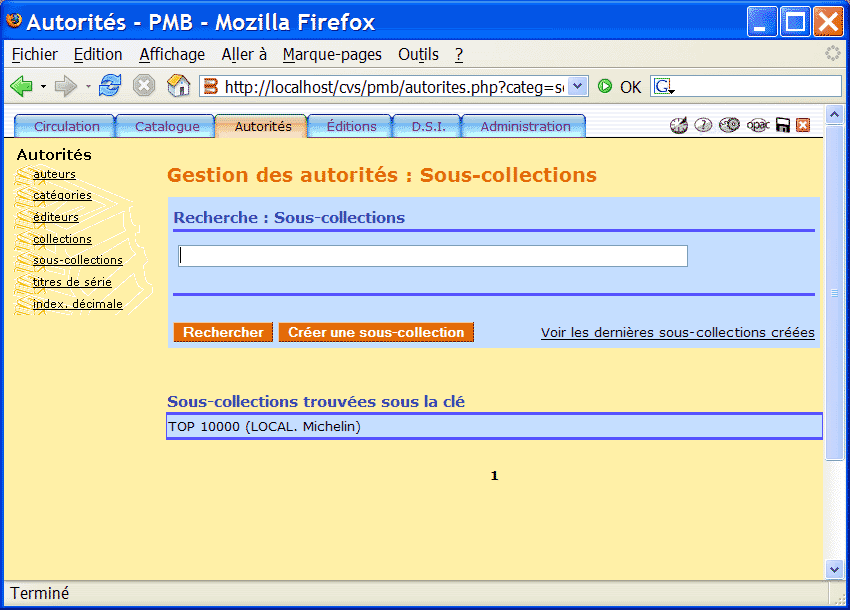 Autorités - PMB - Mozilla Firefox
Fichier Edition Affichage Aller à Marque-pages Outils ?
http://localhost/cvs/pmb/autorites.php?categ=s OK G
Circulation Catalogue Autorités Éditions D.S.I. Administration opac
Autorités
auteurs
catégories
éditeurs
collections
sous-collections
titres de série
index. décimale
Gestion des autorités : Sous-collections
Recherche : Sous-collections
Rechercher Créer une sous-collection Voir les dernières sous-collections créées
Sous-collections trouvées sous la clé
TOP 10000 (LOCAL. Michelin)
1
Terminé